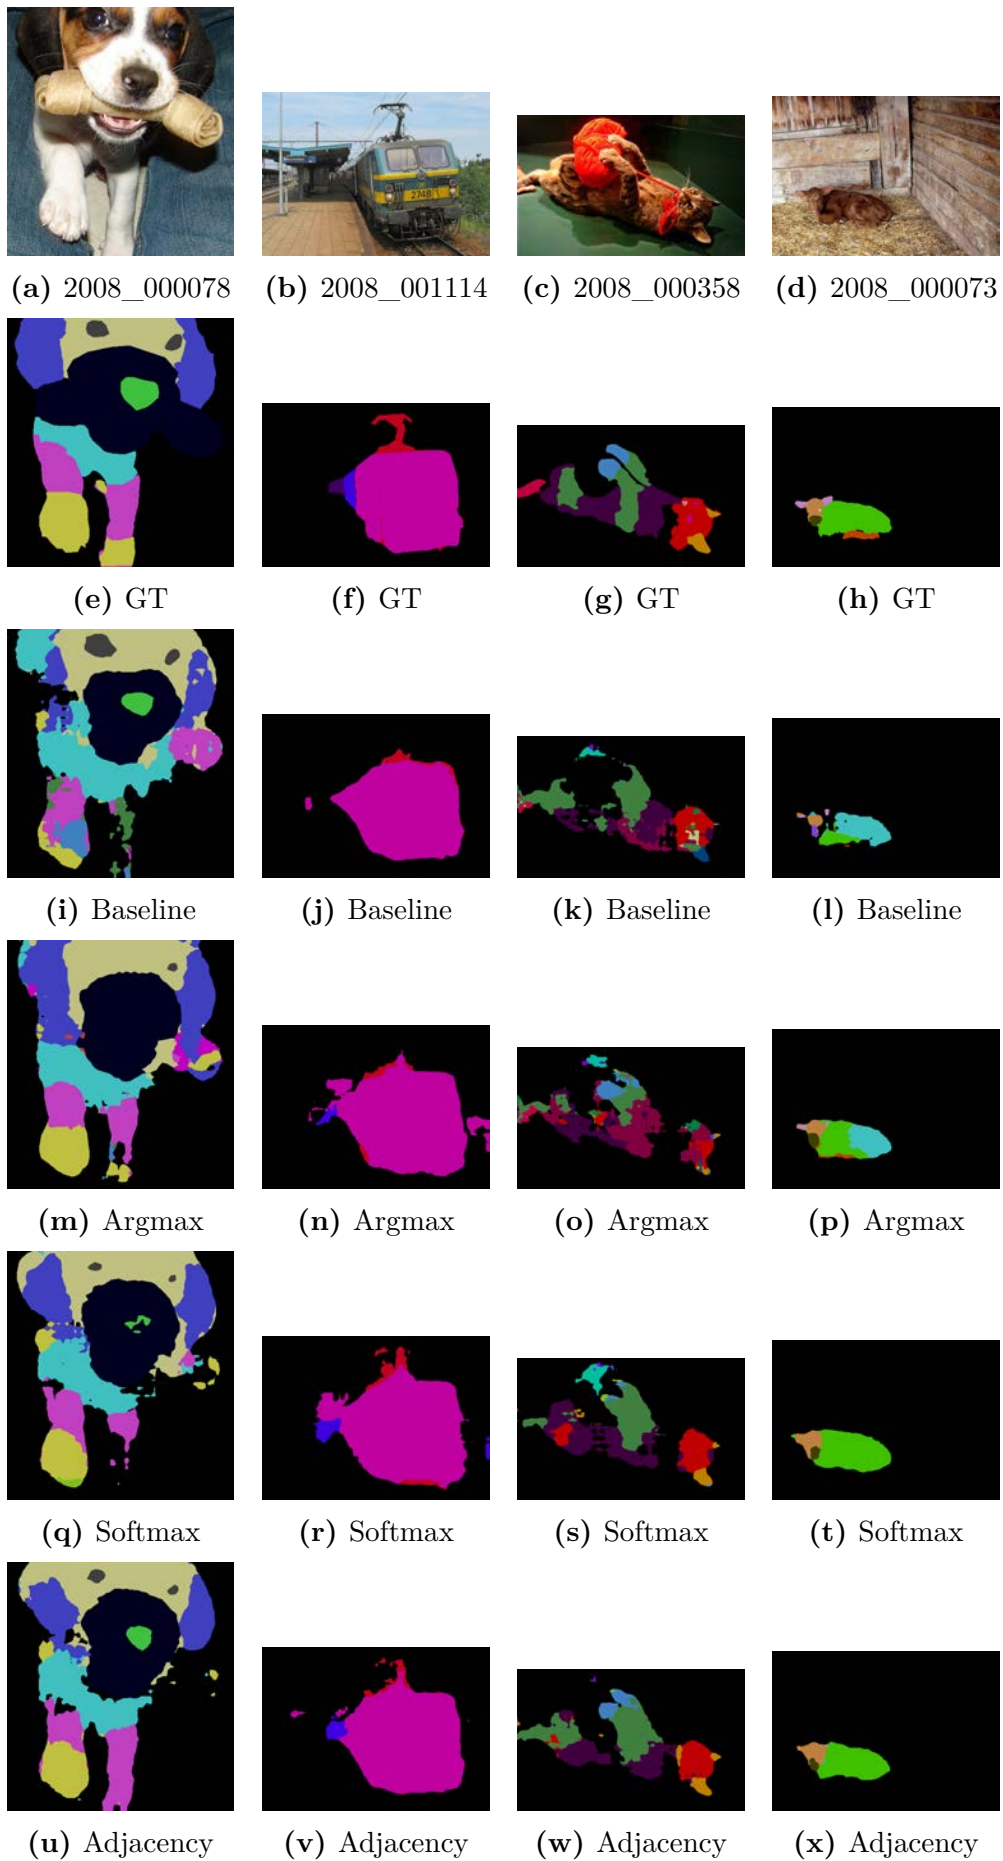 2748
(a) 2008_000078 (b) 2008_001114 (c) 2008_000358 (d) 2008_000073
(e) GT (f) GT (g) GT (h) GT
(i) Baseline (j) Baseline (k) Baseline (l) Baseline
(m) Argmax (n) Argmax (o) Argmax (p) Argmax
(q) Softmax (r) Softmax (s) Softmax (t) Softmax
(u) Adjacency (v) Adjacency (w) Adjacency (x) Adjacency